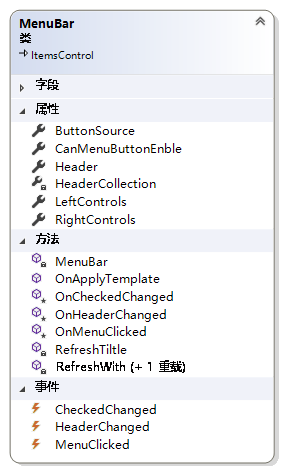 MenuBar
类
ItemsControl
字段
属性
ButtonSource
CanMenuButtonEnble
Header
HeaderCollection
LeftControls
RightControls
方法
MenuBar
OnApplyTemplate
OnCheckedChanged
OnHeaderChanged
OnMenuClicked
RefreshTiltle
RefreshWith (+ 1 重载)
事件
CheckedChanged
HeaderChanged
MenuClicked